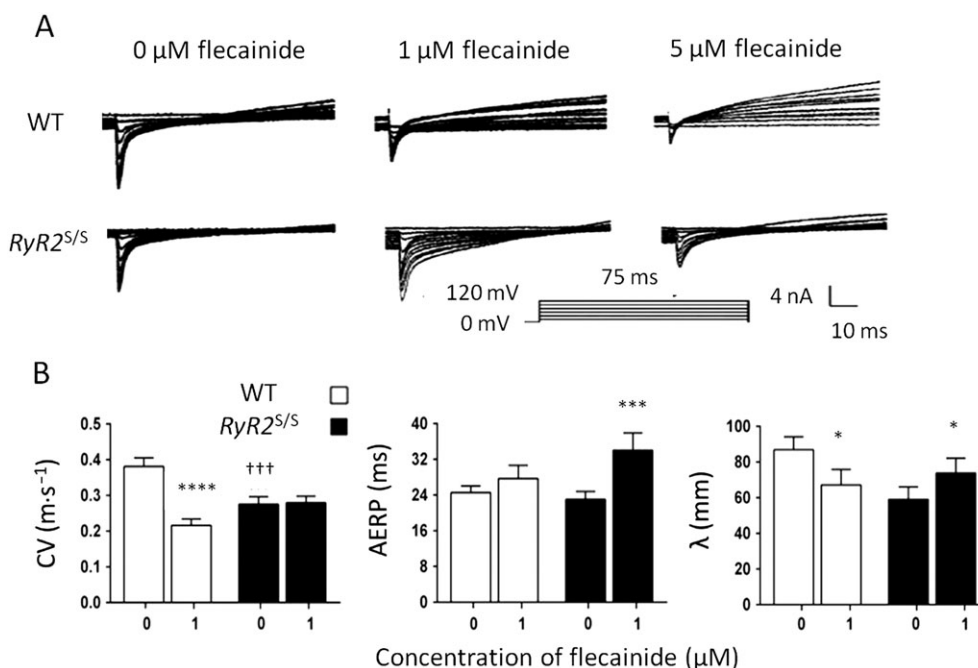 A
0 µM flecainide 1 µM flecainide 5 µM flecainide
WT
RyR2S/S
120 mV
75 ms
0 mV
4 nA
10 ms
B
WT
RyR2S/S
CV (m·s−1)
0.5
0.4
0.3
0.2
0.1
0.0
****
†††
0 1 0 1
AERP (ms)
40
32
24
16
8
0
***
0 1 0 1
λ (mm)
100
80
60
40
20
0
*
*
0 1 0 1
Concentration of flecainide (µM)